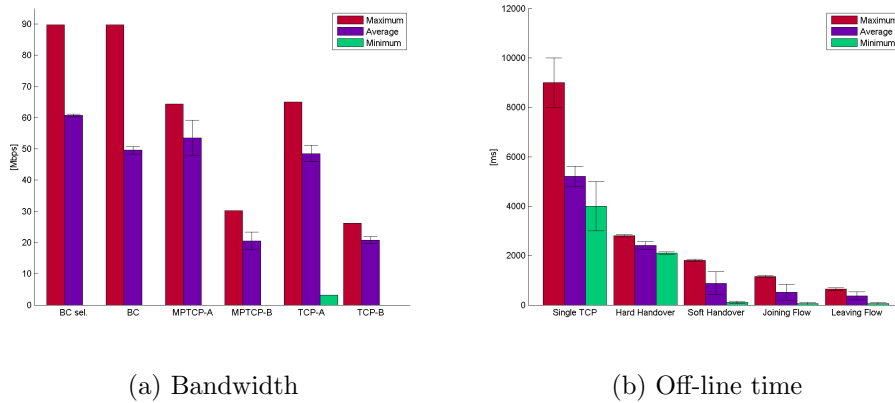 90
80
70
60
50
40
30
20
10
0
[Mbps]
Maximum
Average
Minimum
BC sel.
BC
MPTCP-A
MPTCP-B
TCP-A
TCP-B
(a) Bandwidth
12000
10000
8000
6000
4000
2000
0
[ms]
Maximum
Average
Minimum
Single TCP
Hard Handover
Soft Handover
Joining Flow
Leaving Flow
(b) Off-line time